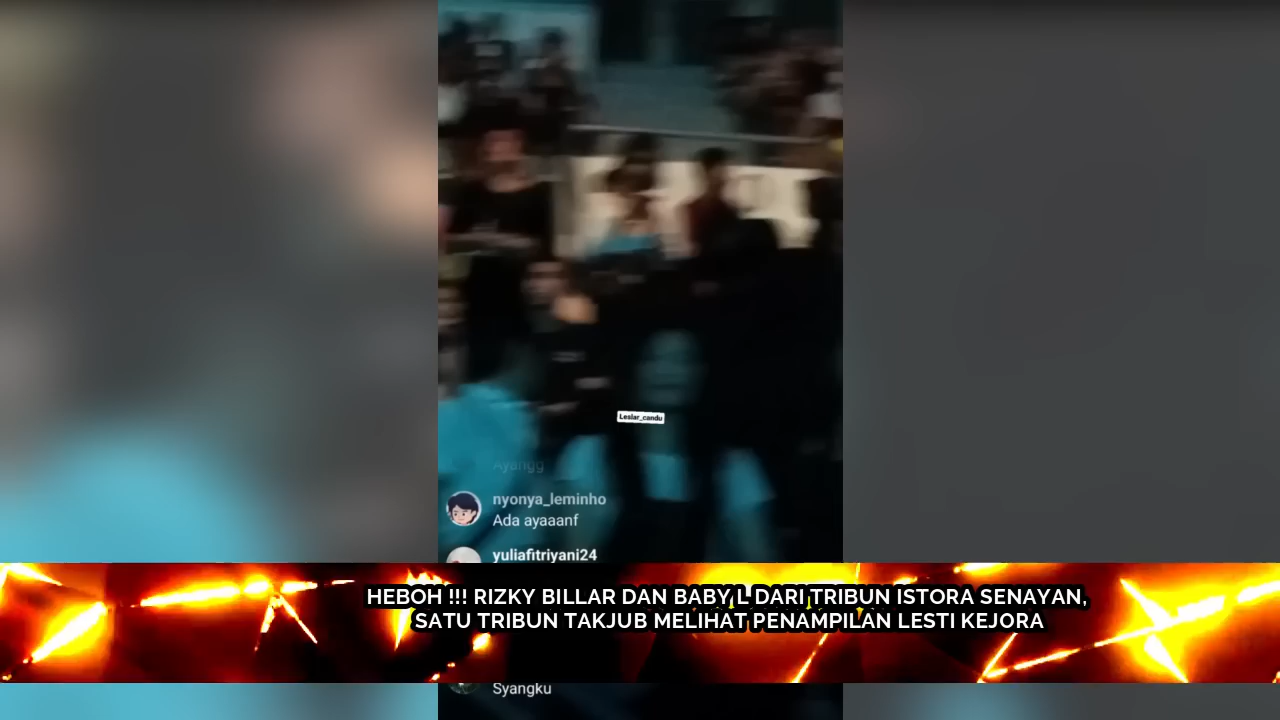 Leslar_candu
Ayangg
nyonya_leminho
Ada ayaaanf
yuliafitriyani24
HEBOH !!! RIZKY BILLAR DAN BABY L DARI TRIBUN ISTORA SENAYAN,
SATU TRIBUN TAKJUB MELIHAT PENAMPILAN LESTI KEJORA
Syangku